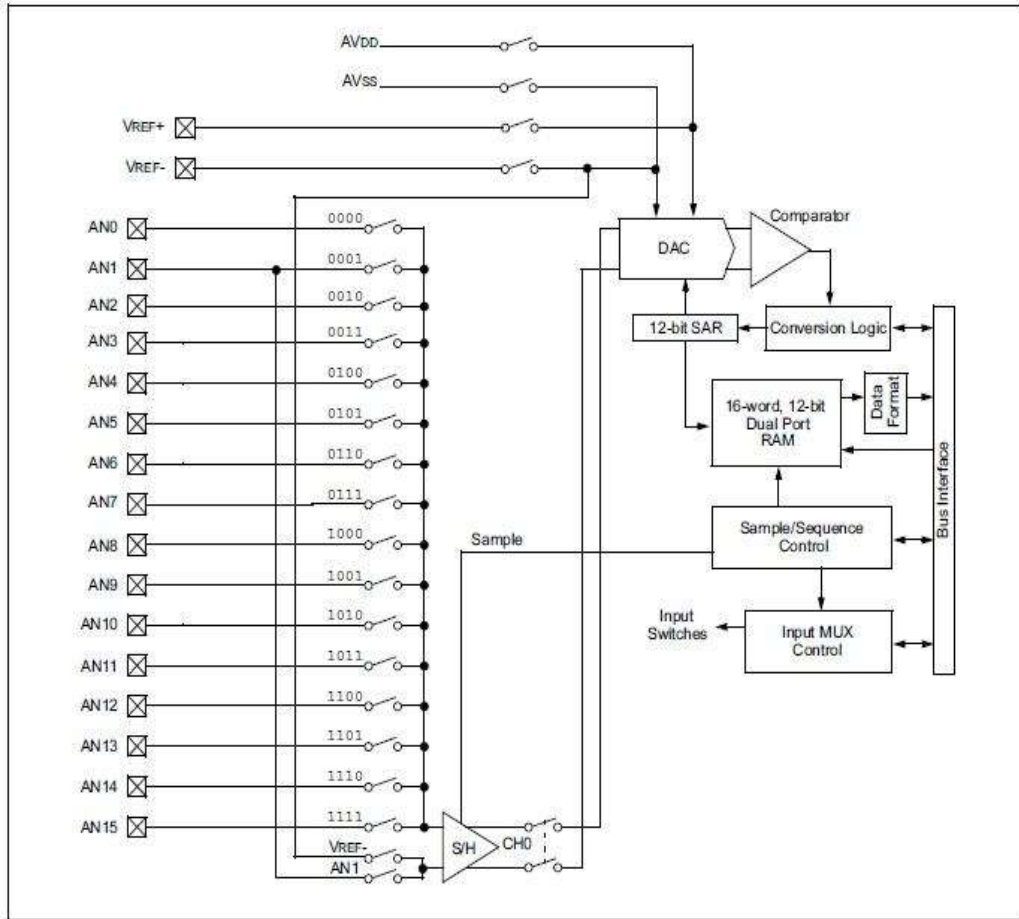 AVDD
AVSS
VREF+
VREF-
AN0
0000
AN1
0001
AN2
0010
AN3
0011
AN4
0100
AN5
0101
AN6
0110
AN7
0111
AN8
1000
AN9
1001
AN10
1010
AN11
1011
AN12
1100
AN13
1101
AN14
1110
AN15
1111
VREF-
AN1
S/H
CH0
Sample
DAC
Comparator
12-bit SAR
Conversion Logic
16-word, 12-bit
Dual Port
RAM
Data
Format
Bus Interface
Sample/Sequence
Control
Input
Switches
Input MUX
Control